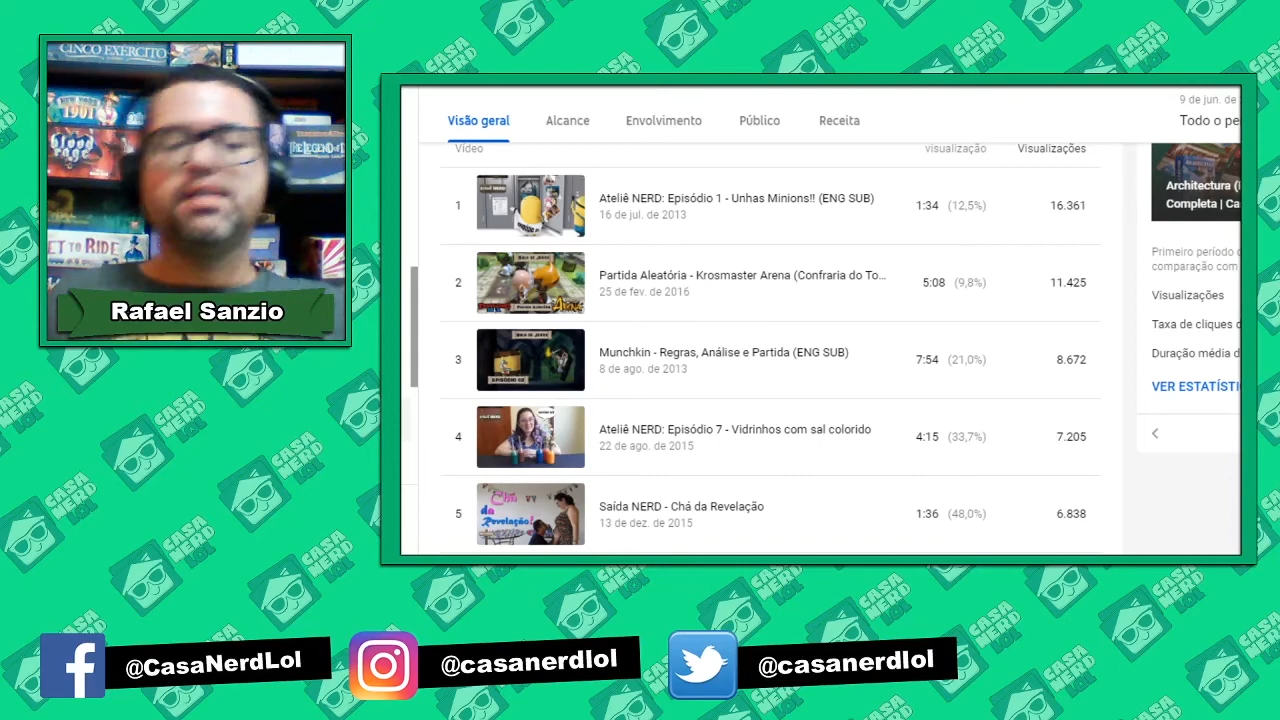 CINCO EXÉRCITO
1901
blood rage
THE LEGEND OF
ET TO RIDE
Rafael Sanzio
9 de jun. de
Visão geral
Alcance
Envolvimento
Público
Receita
Todo o pe
Vídeo
visualização
Visualizações
1
Ateliê NERD: Episódio 1 - Unhas Minions!! (ENG SUB)
16 de jul. de 2013
1:34 (12,5%)
16.361
2
Partida Aleatória - Krosmaster Arena (Confraria do To...
25 de fev. de 2016
5:08 (9,8%)
11.425
3
Munchkin - Regras, Análise e Partida (ENG SUB)
8 de ago. de 2013
7:54 (21,0%)
8.672
4
Ateliê NERD: Episódio 7 - Vidrinhos com sal colorido
22 de ago. de 2015
4:15 (33,7%)
7.205
5
Chá
da
Revelação!
Saída NERD - Chá da Revelação
13 de dez. de 2015
1:36 (48,0%)
6.838
Architectura (
Completa | Ca
Primeiro período d
comparação com
Visualizações
Taxa de cliques d
Duração média d
VER ESTATÍSTI
@CasaNerdLol
@casanerdlol
@casanerdlol
CASA
NERD
LOL